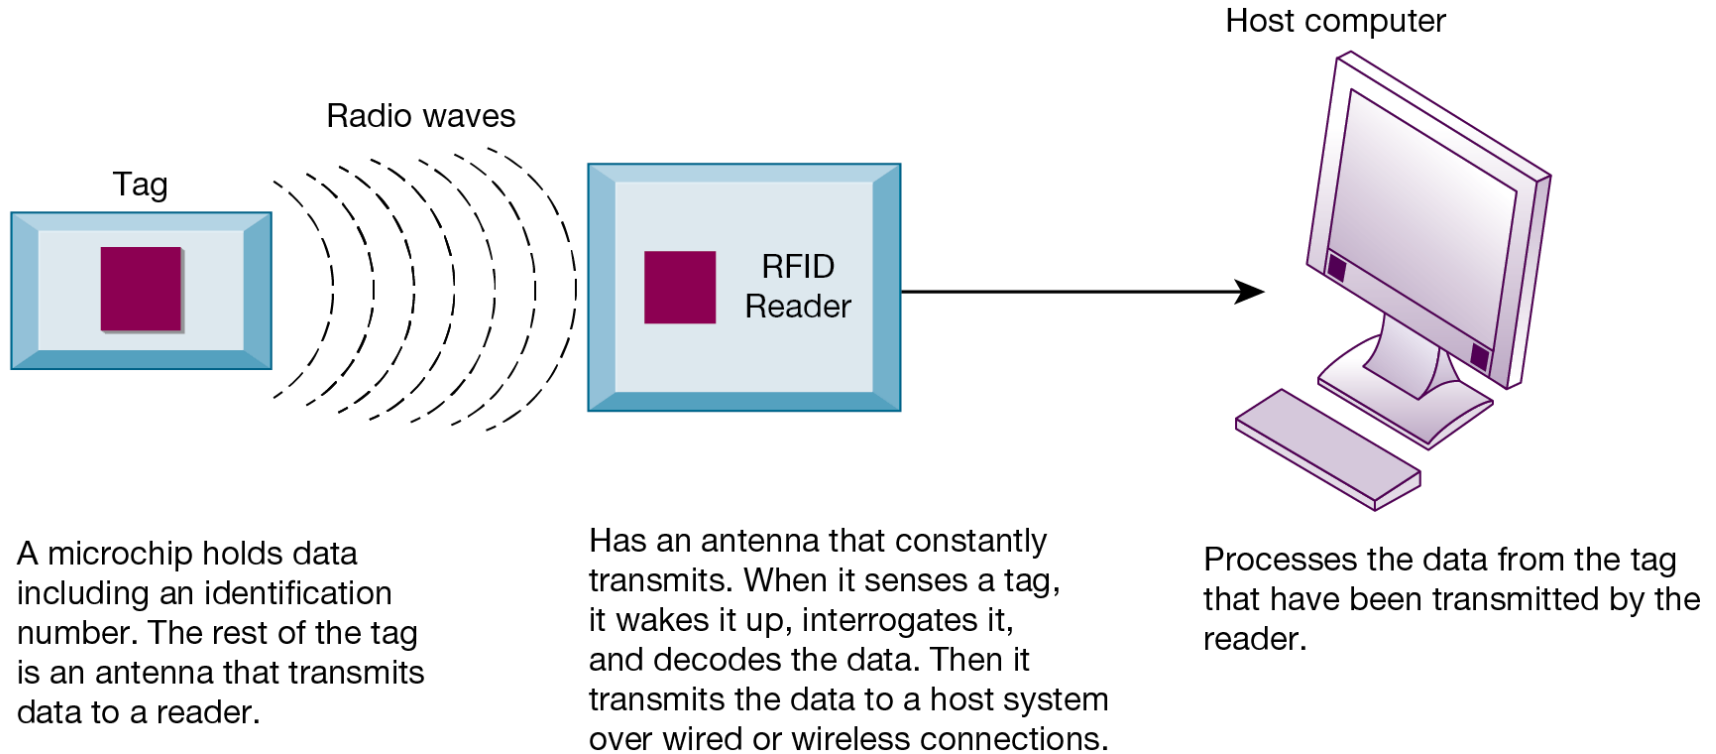 Host computer
Radio waves
Tag
RFID
Reader
A microchip holds data
including an identification
number. The rest of the tag
is an antenna that transmits
data to a reader.
Has an antenna that constantly
transmits. When it senses a tag,
it wakes it up, interrogates it,
and decodes the data. Then it
transmits the data to a host system
over wired or wireless connections.
Processes the data from the tag
that have been transmitted by the
reader.